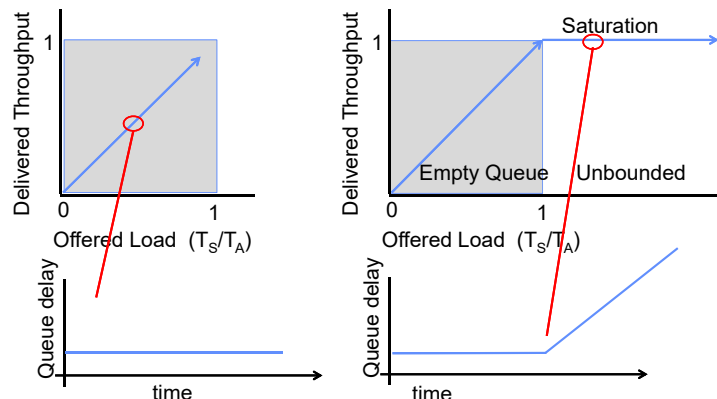 Delivered Throughput
1
0
1
Offered Load (TS/TA)
Queue delay
time
Saturation
Delivered Throughput
1
Empty Queue
Unbounded
0
1
Offered Load (TS/TA)
Queue delay
time